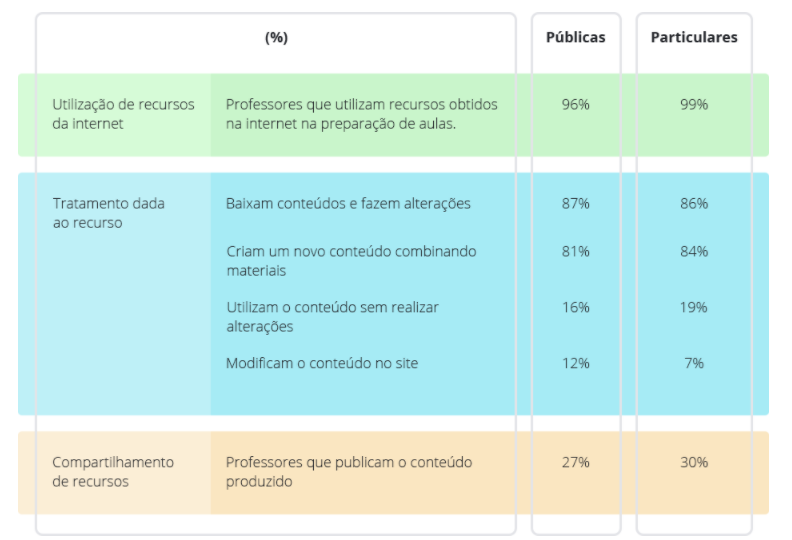 (%) Públicas Particulares
Utilização de recursos Professores que utilizam recursos obtidos 96% 99%
da internet na internet na preparação de aulas.
Tratamento dada Baixam conteúdos e fazem alterações 87% 86%
ao recurso
Criam um novo conteúdo combinando 81% 84%
materiais
Utilizam o conteúdo sem realizar 16% 19%
alterações
Modificam o conteúdo no site 12% 7%
Compartilhamento Professores que publicam o conteúdo 27% 30%
de recursos produzido